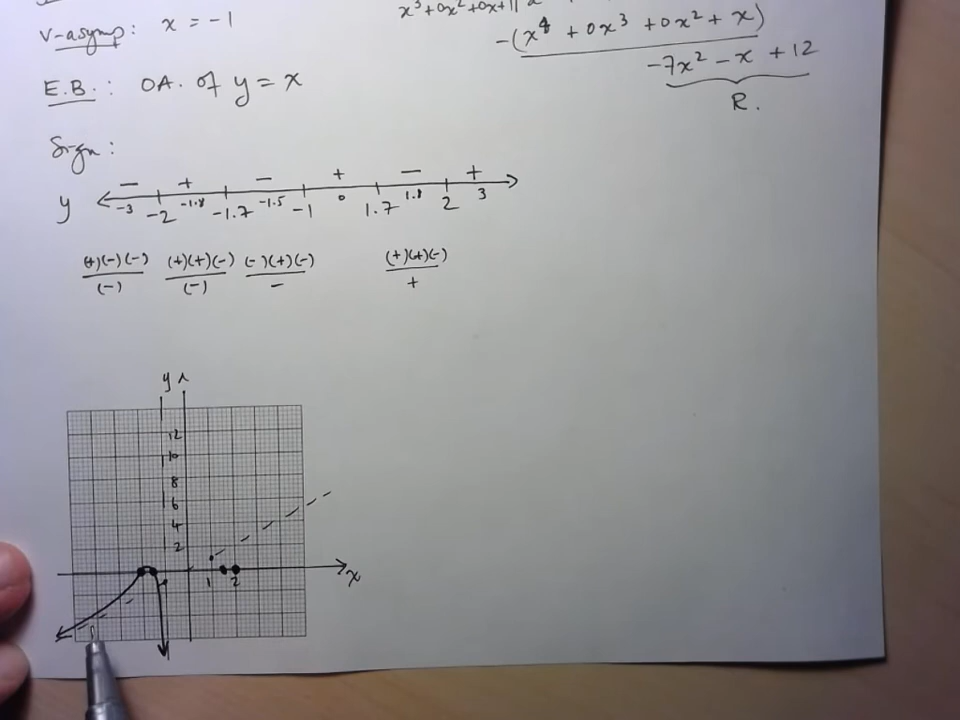 x³+0x²+0x+1
V-asymp: x = -1
-(x⁴ + 0x³ + 0x² + x)
-7x² - x + 12
R.
E.B.: OA. of y = x
Sign:
- + - + - +
y -3 -2 -1.8 -1.7 -1.5 -1 0 1.7 1.8 2 3
(+)(-)(-) (+)(+)(-) (-)(+)(-) (+)(+)(-)
(-) (-) - +
y
12
10
8
6
4
2
1 2 x